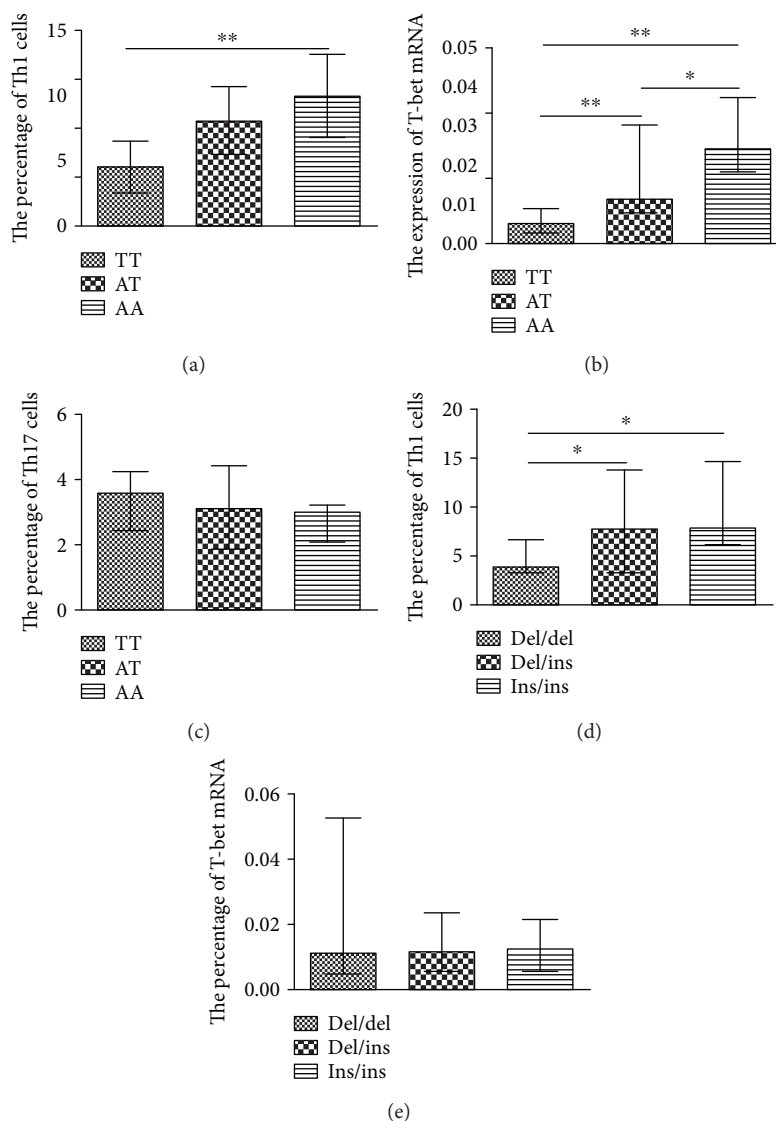 The percentage of Th1 cells
15
10
5
0
**
TT
AT
AA
(a)
The expression of T-bet mRNA
0.05
0.04
0.03
0.02
0.01
0.00
**
*
**
TT
AT
AA
(b)
The percentage of Th17 cells
6
4
2
0
TT
AT
AA
(c)
The percentage of Th1 cells
20
15
10
5
0
*
*
Del/del
Del/ins
Ins/ins
(d)
The percentage of T-bet mRNA
0.06
0.04
0.02
0.00
Del/del
Del/ins
Ins/ins
(e)